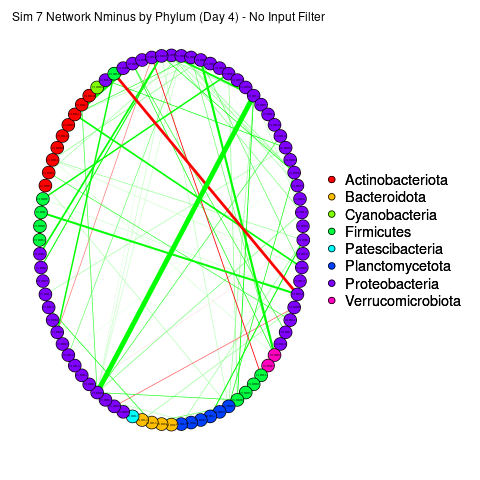 Sim 7 Network Nminus by Phylum (Day 4) - No Input Filter
Actinobacteriota
Bacteroidota
Cyanobacteria
Firmicutes
Patescibacteria
Planctomycetota
Proteobacteria
Verrucomicrobiota